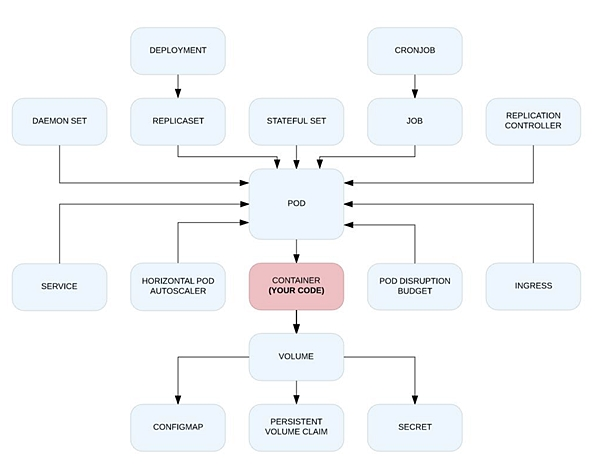 DEPLOYMENT
CRONJOB
DAEMON SET
REPLICASET
STATEFUL SET
JOB
REPLICATION
CONTROLLER
POD
SERVICE
HORIZONTAL POD
AUTOSCALER
CONTAINER
(YOUR CODE)
POD DISRUPTION
BUDGET
INGRESS
VOLUME
CONFIGMAP
PERSISTENT
VOLUME CLAIM
SECRET